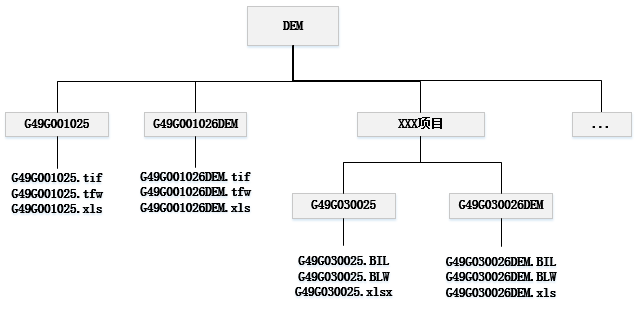 DEM
G49G001025
G49G001026DEM
XXX项目
...
G49G001025.tif
G49G001025.tfw
G49G001025.xls
G49G001026DEM.tif
G49G001026DEM.tfw
G49G001026DEM.xls
G49G030025
G49G030026DEM
G49G030025.BIL
G49G030025.BLW
G49G030025.xlsx
G49G030026DEM.BIL
G49G030026DEM.BLW
G49G030026DEM.xls